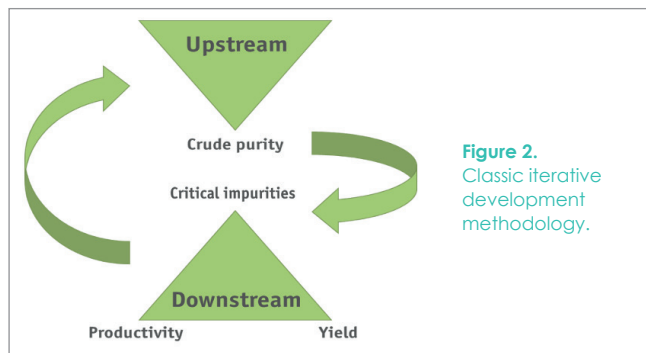 Upstream
Crude purity
Critical impurities
Downstream
Productivity
Yield
Figure 2.
Classic iterative
development
methodology.